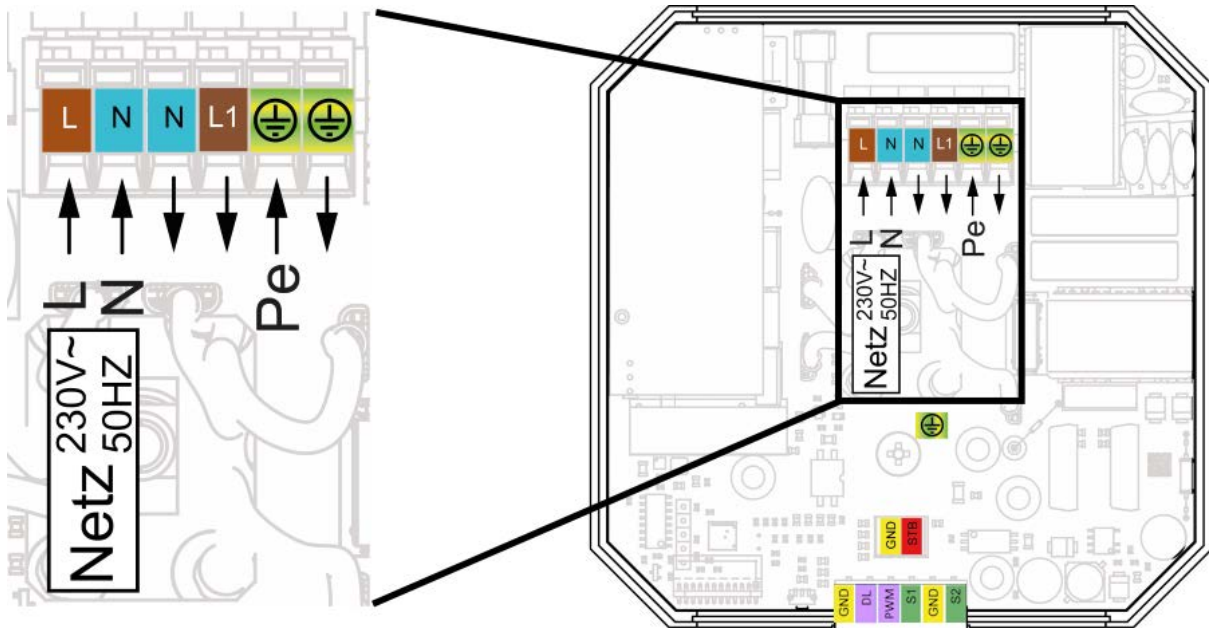 L N N L1
L
N
Pe
Netz 230V~
50HZ
L N N L1
L
N
Pe
Netz 230V~
50HZ
GND STB
GND DL PWM S1 GND S2